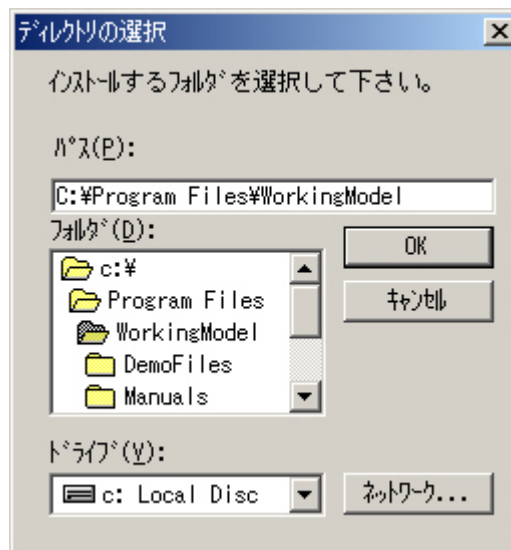 ディレクトリの選択
インストールするフォルダを選択して下さい。
パス(P):
C:¥Program Files¥WorkingModel
フォルダ(D):
OK
c:¥
Program Files
キャンセル
WorkingModel
DemoFiles
Manuals
ドライブ(V):
c: Local Disc
ネットワーク...